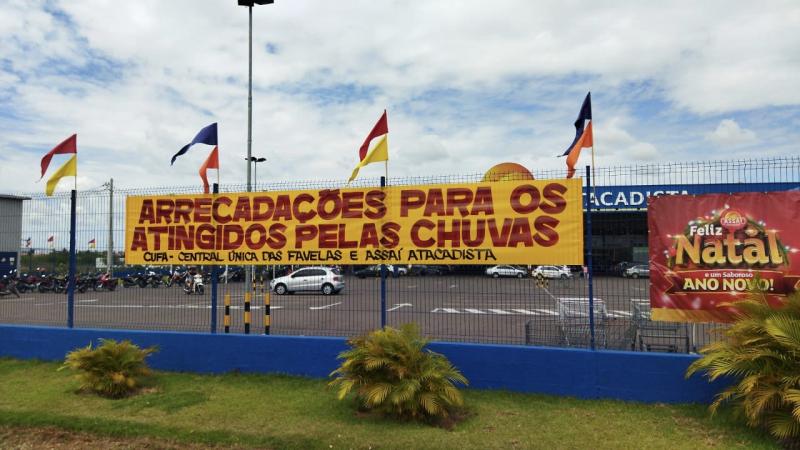 ARRECADAÇÕES PARA OS
ATINGIDOS PELAS CHUVAS
CUFA - CENTRAL ÚNICA DAS FAVELAS E ASSAÍ ATACADISTA
TACADISTA
ASSAÍ
Feliz
Natal
e um Saboroso
ANO NOVO!